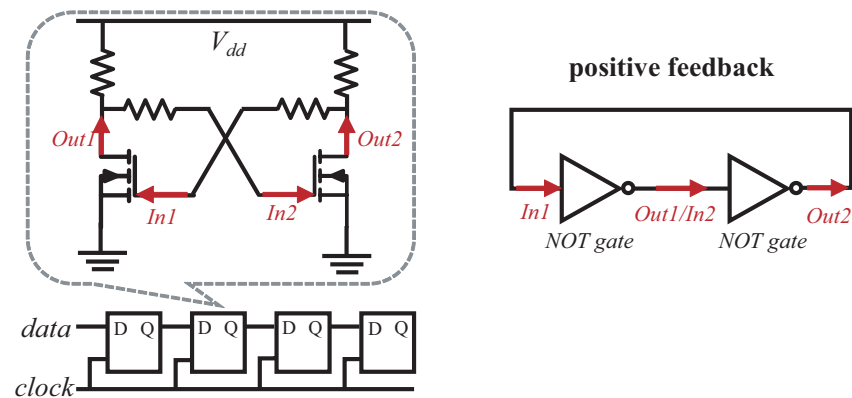 V_dd
Out1
Out2
In1
In2
data
D Q
D Q
D Q
D Q
clock
positive feedback
In1
Out1/In2
Out2
NOT gate
NOT gate